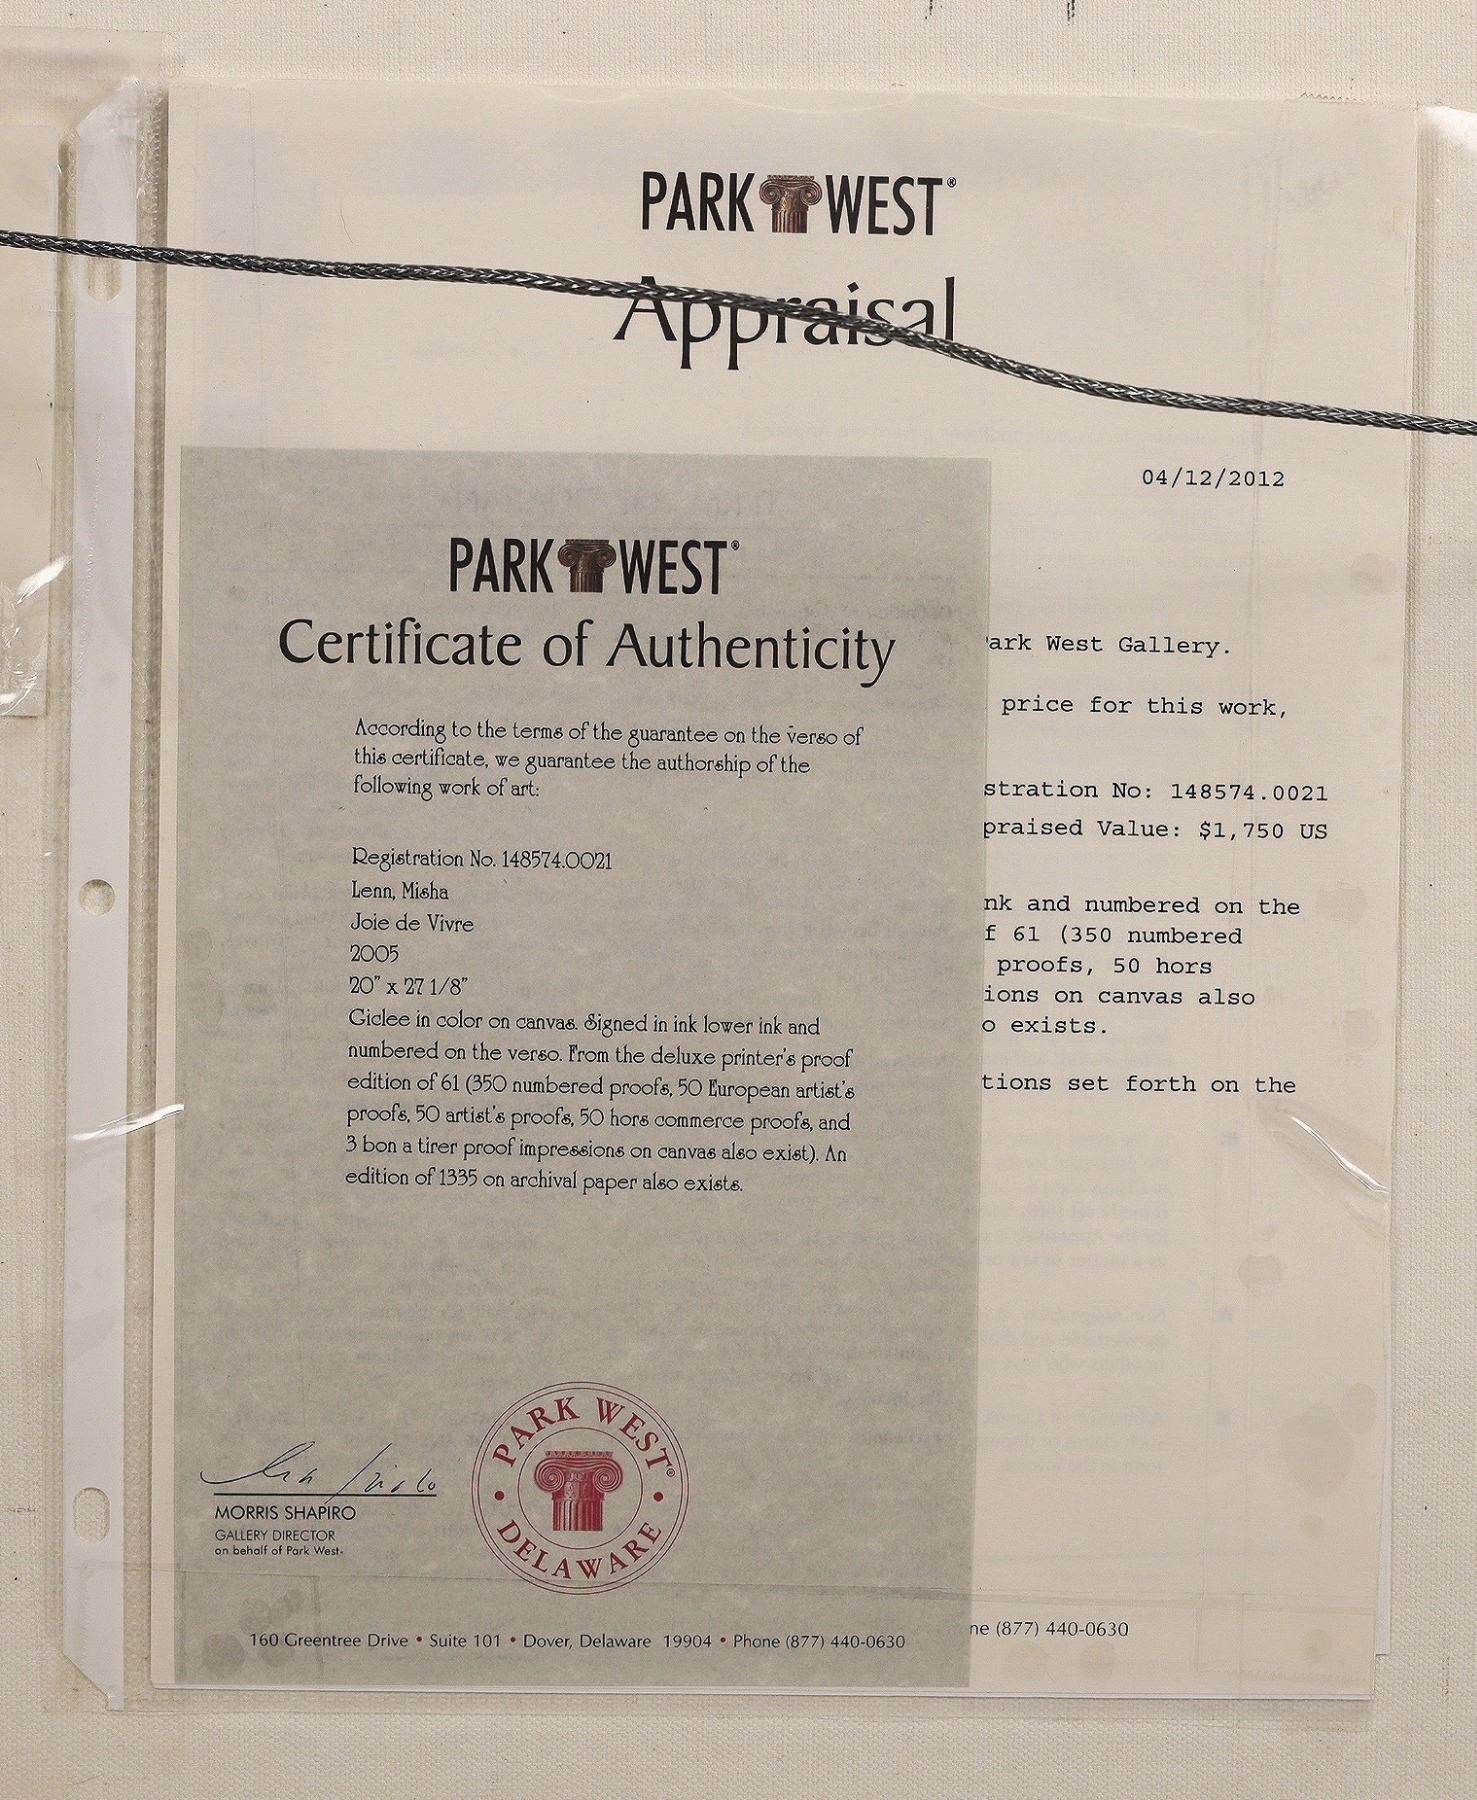 PARK WEST®
Appraisal
04/12/2012
Park West Gallery.
price for this work,
stration No: 148574.0021
praised Value: $1,750 US
nk and numbered on the
f 61 (350 numbered
proofs, 50 hors
ions on canvas also
o exists.
tions set forth on the
ne (877) 440-0630
PARK WEST®
Certificate of Authenticity
According to the terms of the guarantee on the verso of
this certificate, we guarantee the authorship of the
following work of art:
Registration No. 148574.0021
Lenn, Misha
Joie de Vivre
2005
20" x 27 1/8"
Giclee in color on canvas. Signed in ink lower ink and
numbered on the verso. From the deluxe printer's proof
edition of 61 (350 numbered proofs, 50 European artist's
proofs, 50 artist's proofs, 50 hors commerce proofs, and
3 bon a tirer proof impressions on canvas also exist). An
edition of 1335 on archival paper also exists.
MORRIS SHAPIRO
GALLERY DIRECTOR
on behalf of Park West
PARK WEST®
• DELAWARE •
160 Greentree Drive • Suite 101 • Dover, Delaware 19904 • Phone (877) 440-0630